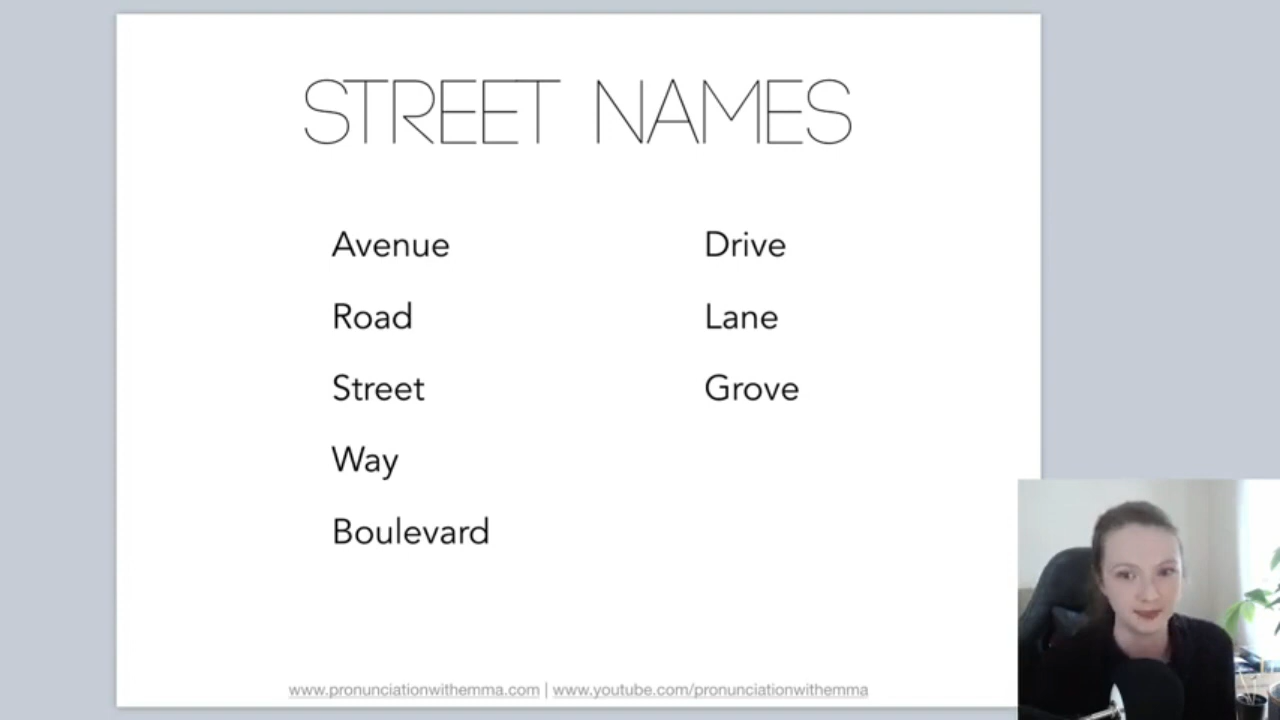 STREET NAMES
Avenue
Road
Street
Way
Boulevard
Drive
Lane
Grove
www.pronunciationwithemma.com | www.youtube.com/pronunciationwithemma